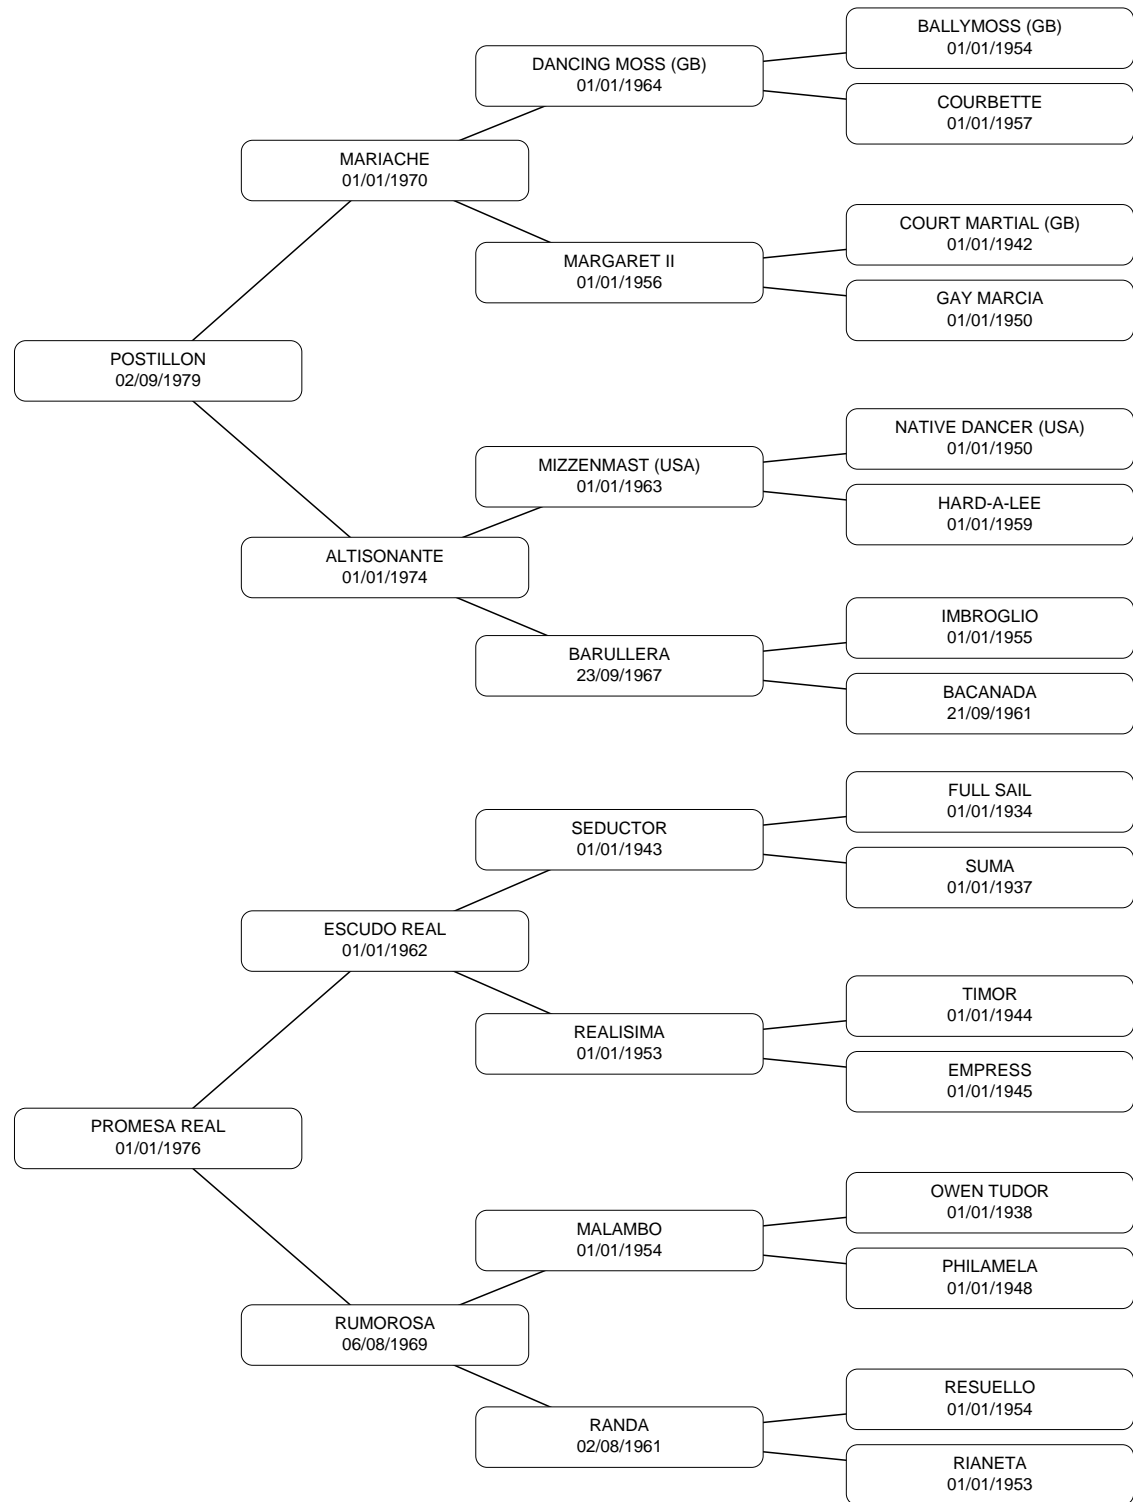 BALLYMOSS (GB)
01/01/1954
DANCING MOSS (GB)
01/01/1964
COURBETTE
01/01/1957
MARIACHE
01/01/1970
COURT MARTIAL (GB)
01/01/1942
MARGARET II
01/01/1956
GAY MARCIA
01/01/1950
POSTILLON
02/09/1979
NATIVE DANCER (USA)
01/01/1950
MIZZENMAST (USA)
01/01/1963
HARD-A-LEE
01/01/1959
ALTISONANTE
01/01/1974
IMBROGLIO
01/01/1955
BARULLERA
23/09/1967
BACANADA
21/09/1961
FULL SAIL
01/01/1934
SEDUCTOR
01/01/1943
SUMA
01/01/1937
ESCUDO REAL
01/01/1962
TIMOR
01/01/1944
REALISIMA
01/01/1953
EMPRESS
01/01/1945
PROMESA REAL
01/01/1976
OWEN TUDOR
01/01/1938
MALAMBO
01/01/1954
PHILAMELA
01/01/1948
RUMOROSA
06/08/1969
RESUELLO
01/01/1954
RANDA
02/08/1961
RIANETA
01/01/1953